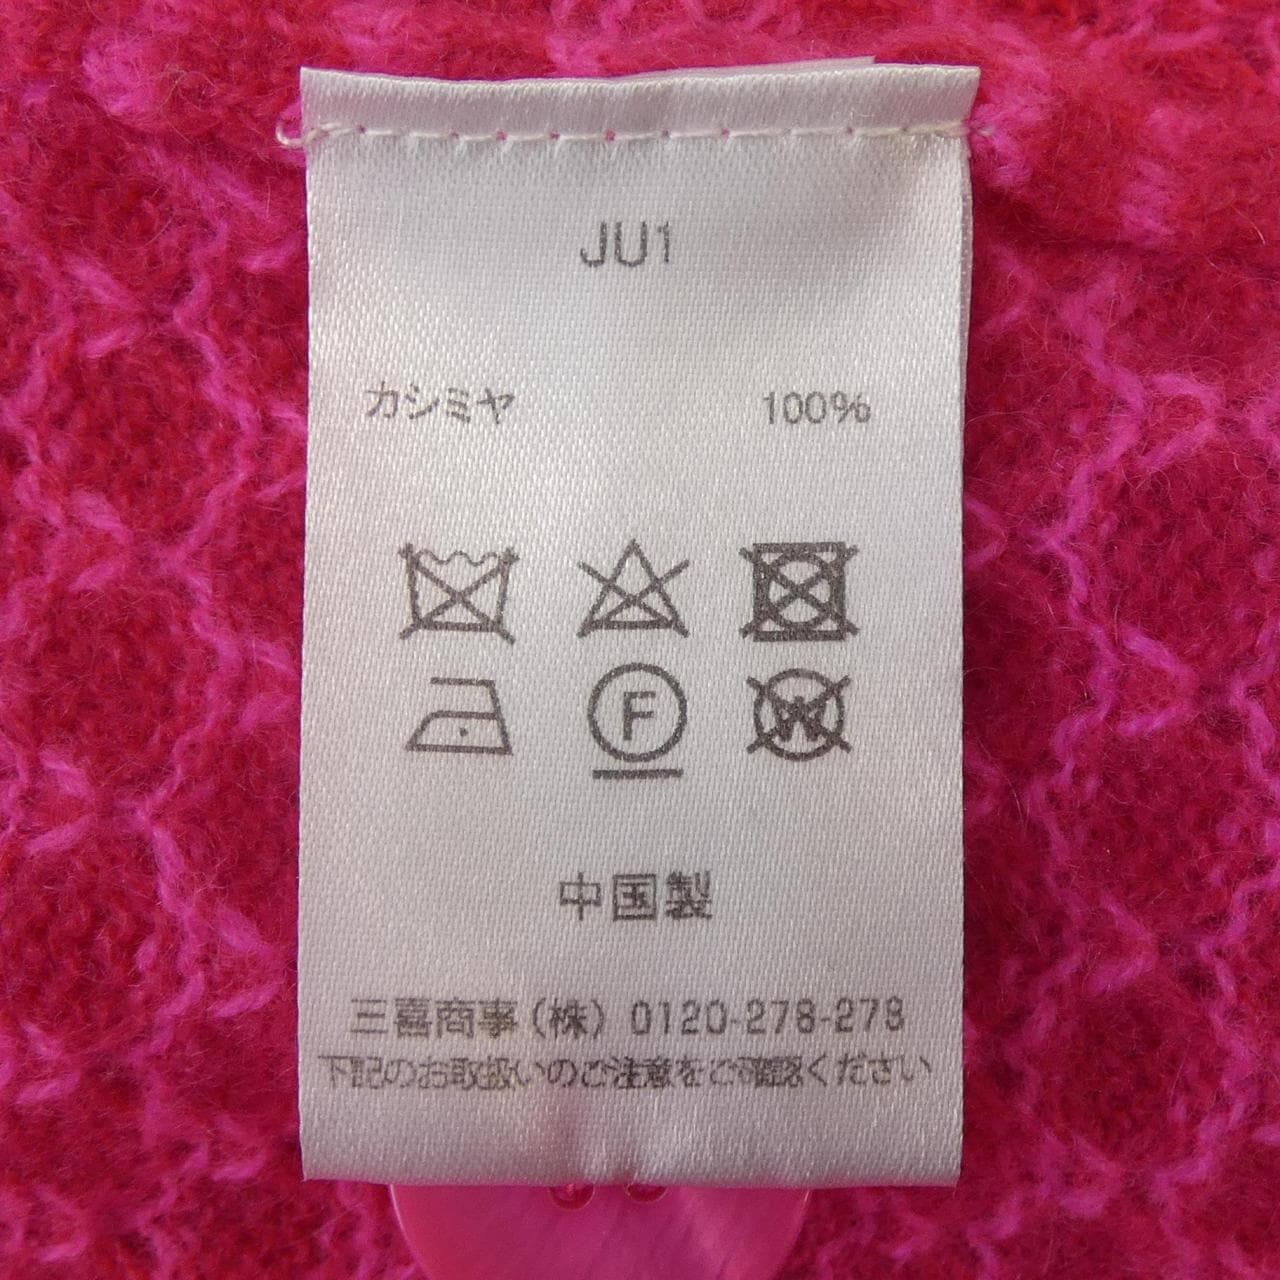 JU1
カシミヤ 100%
F
W
中国製
三喜商事(株) 0120-278-278
下記のお取扱いのご注意をご確認ください